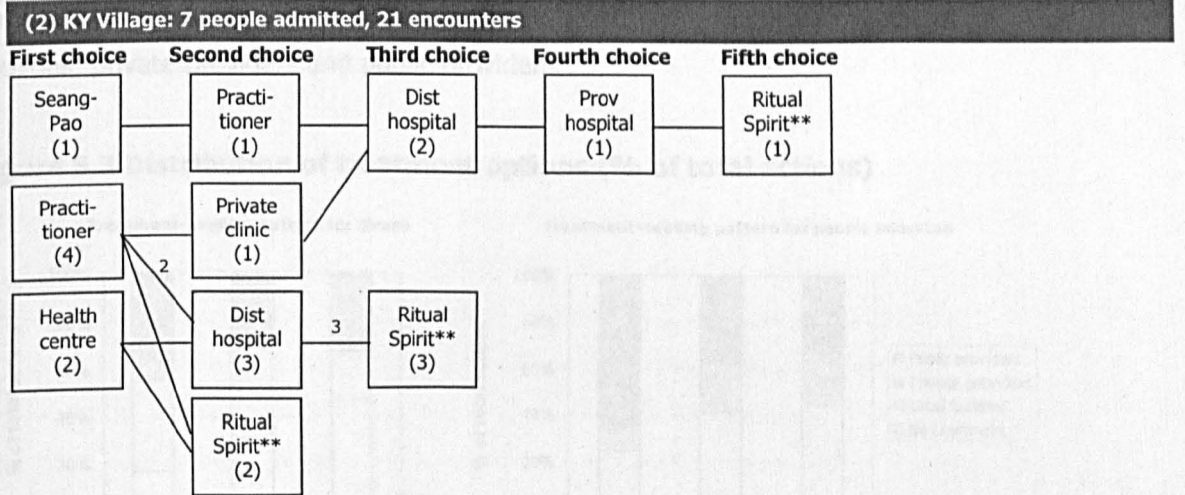 (2) KY Village: 7 people admitted, 21 encounters
First choice Second choice Third choice Fourth choice Fifth choice
Seang-
Pao
(1)
Practi-
tioner
(1)
Dist
hospital
(2)
Prov
hospital
(1)
Ritual
Spirit**
(1)
Practi-
tioner
(4)
Private
clinic
(1)
2
Health
centre
(2)
Dist
hospital
(3)
3
Ritual
Spirit**
(3)
Ritual
Spirit**
(2)